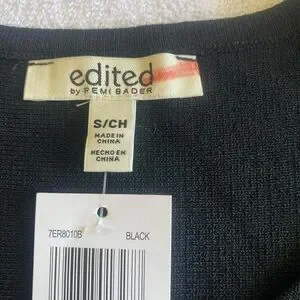 edited
by REMI BADER
S/CH
MADE IN
CHINA
HECHO EN
CHINA
7ER8010B BLACK